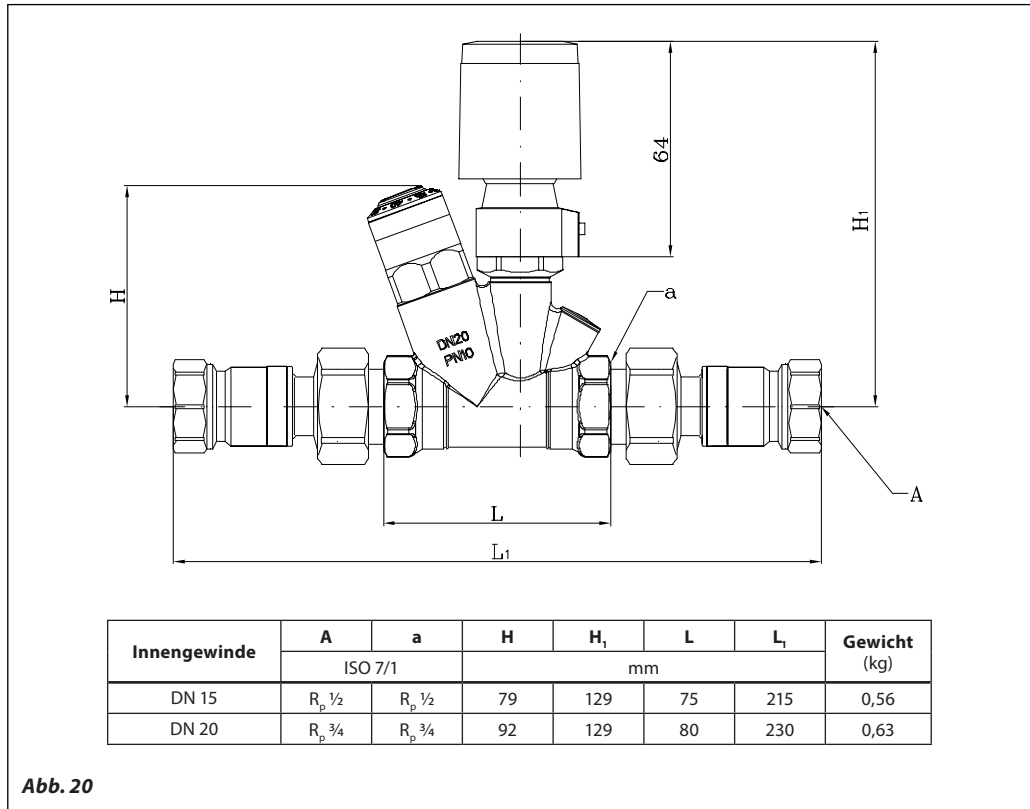 64
H₁
H
a
DN20
PN10
A
L
L₁
Innengewinde A a H H₁ L L₁ Gewicht (kg)
ISO 7/1 mm
DN 15 Rₚ ½ Rₚ ½ 79 129 75 215 0,56
DN 20 Rₚ ¾ Rₚ ¾ 92 129 80 230 0,63
Abb. 20